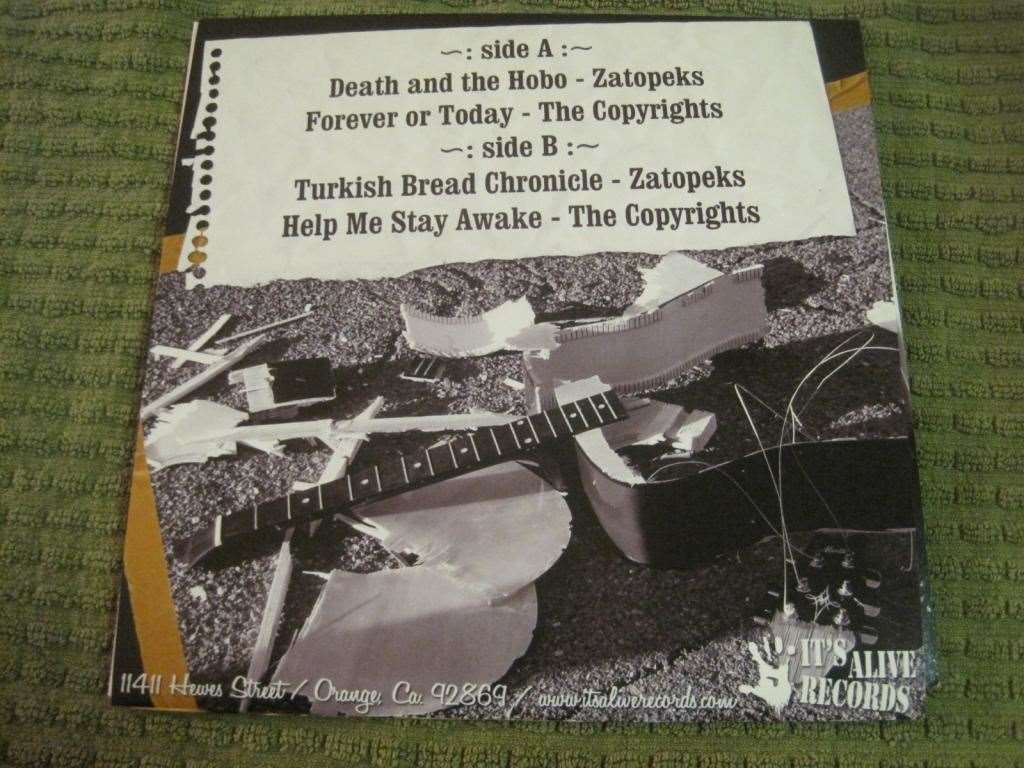 ~: side A :~
Death and the Hobo - Zatopeks
Forever or Today - The Copyrights
~: side B :~
Turkish Bread Chronicle - Zatopeks
Help Me Stay Awake - The Copyrights
IT'S ALIVE
RECORDS
11411 Hewes Street / Orange, Ca. 92869 / www.itsaliverecords.com